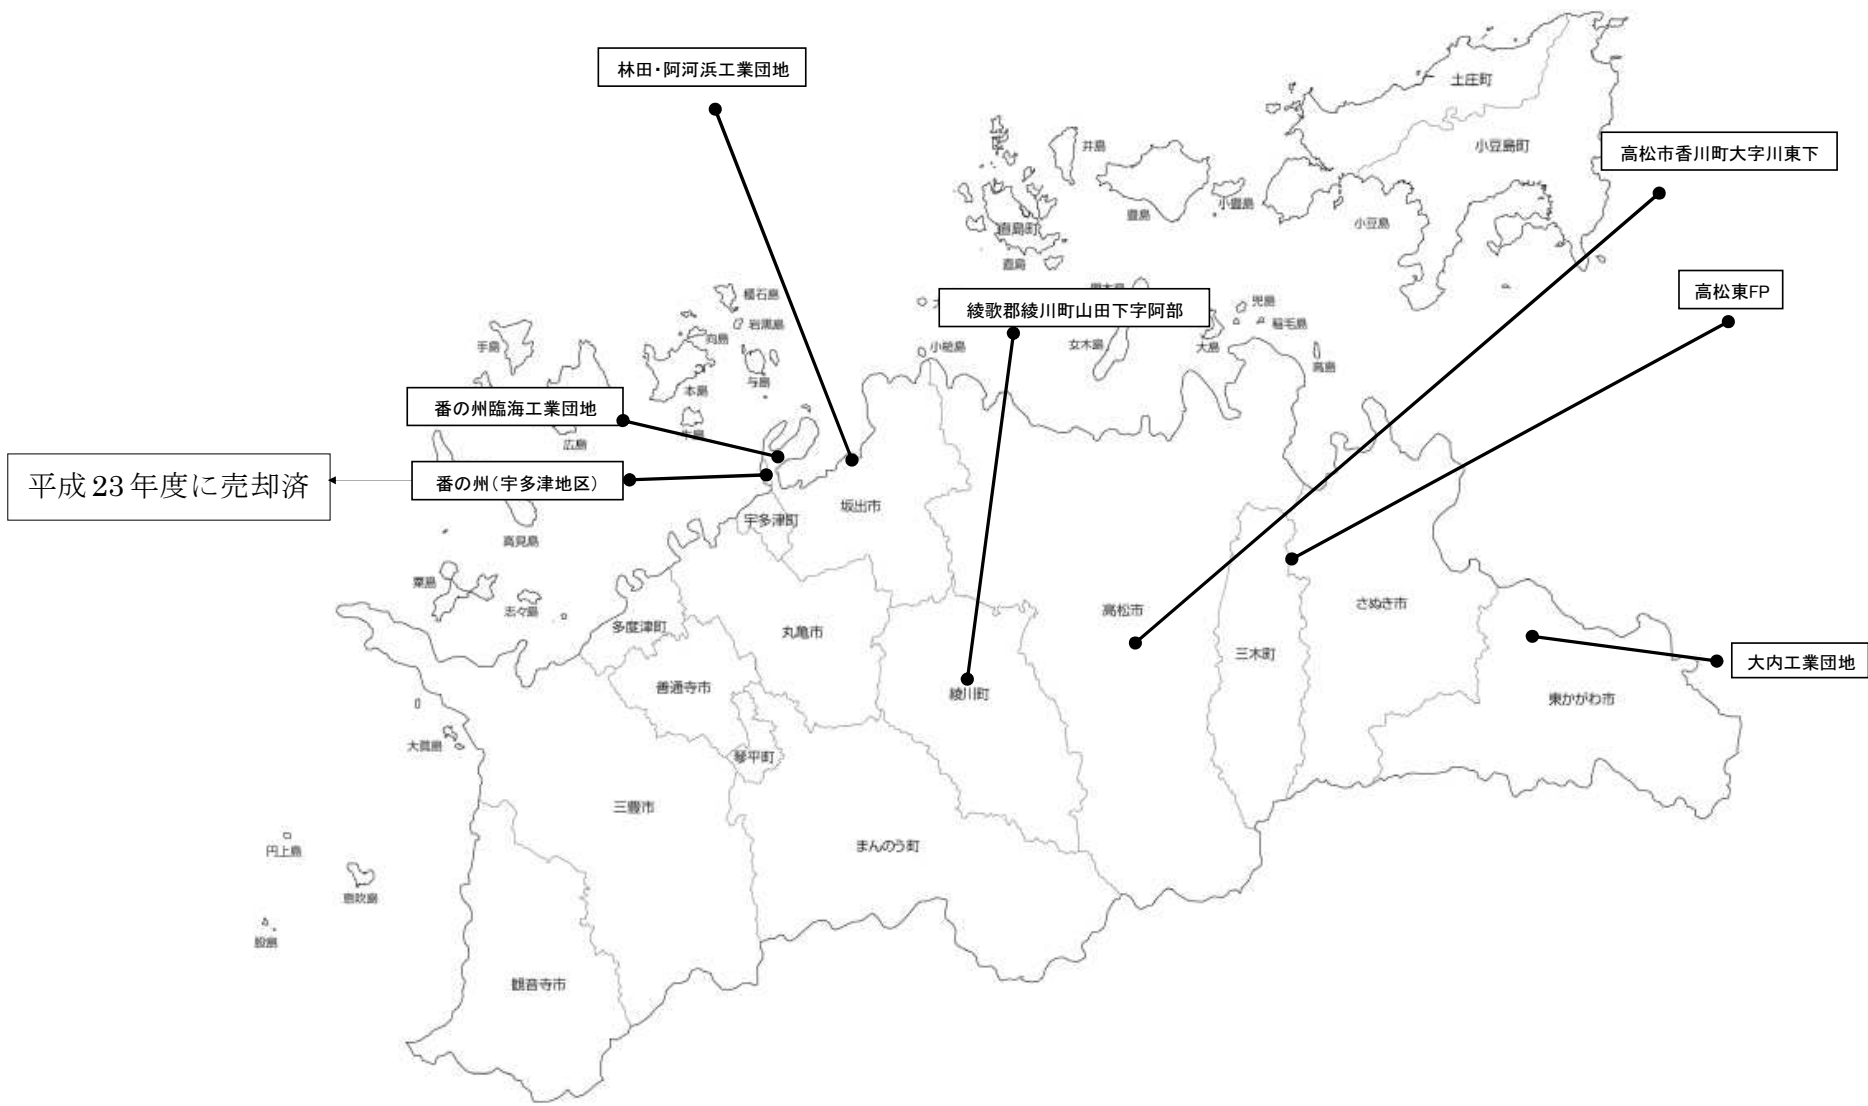 林田・阿河浜工業団地
土庄町
小豆島町
高松市香川町大字川東下
井島
豊島
小豊島
小豆島
直島町
直島
高松東FP
櫃石島
岩黒島
向島
手島
与島
本島
綾歌郡綾川町山田下字阿部
児島
稲毛島
大島
女木島
小槌島
高島
番の州臨海工業団地
牛島
広島
平成23年度に売却済
番の州(宇多津地区)
坂出市
宇多津町
高見島
粟島
志々島
多度津町
丸亀市
高松市
さぬき市
三木町
大内工業団地
善通寺市
綾川町
東かがわ市
琴平町
三豊市
まんのう町
円上島
股島
観音寺市